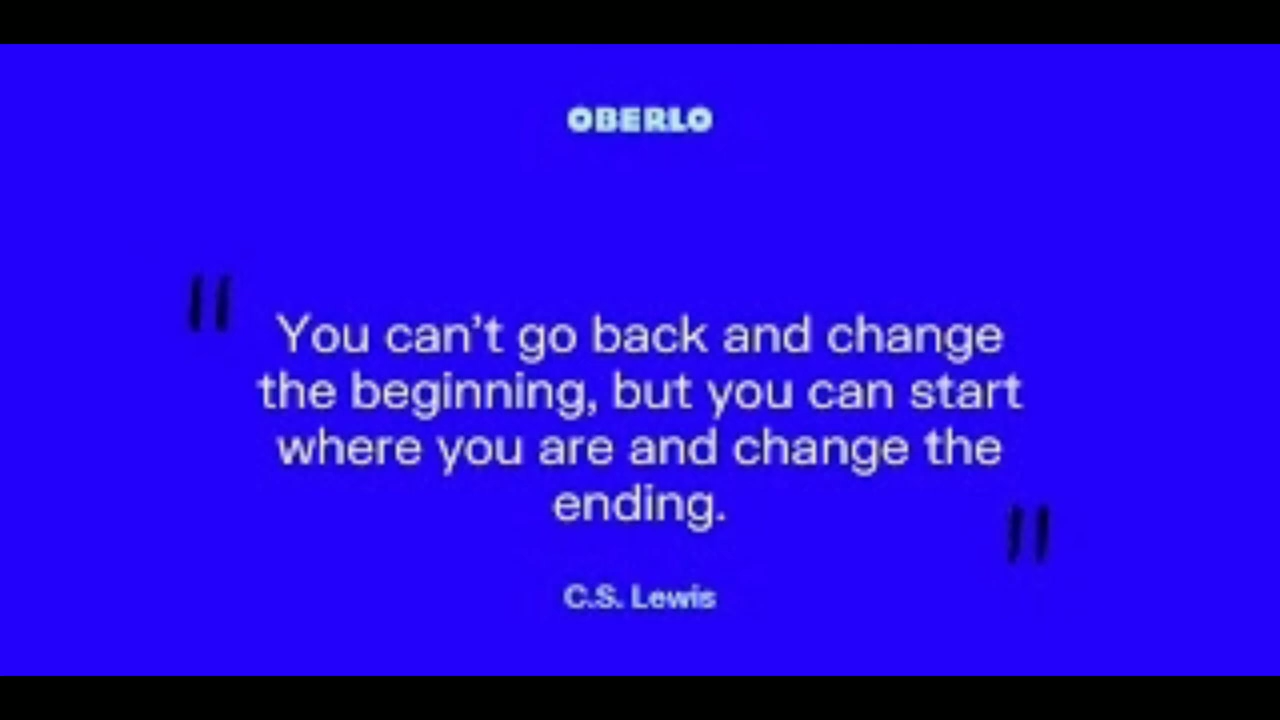 OBERLO
"
You can’t go back and change
the beginning, but you can start
where you are and change the
ending.
"
C.S. Lewis